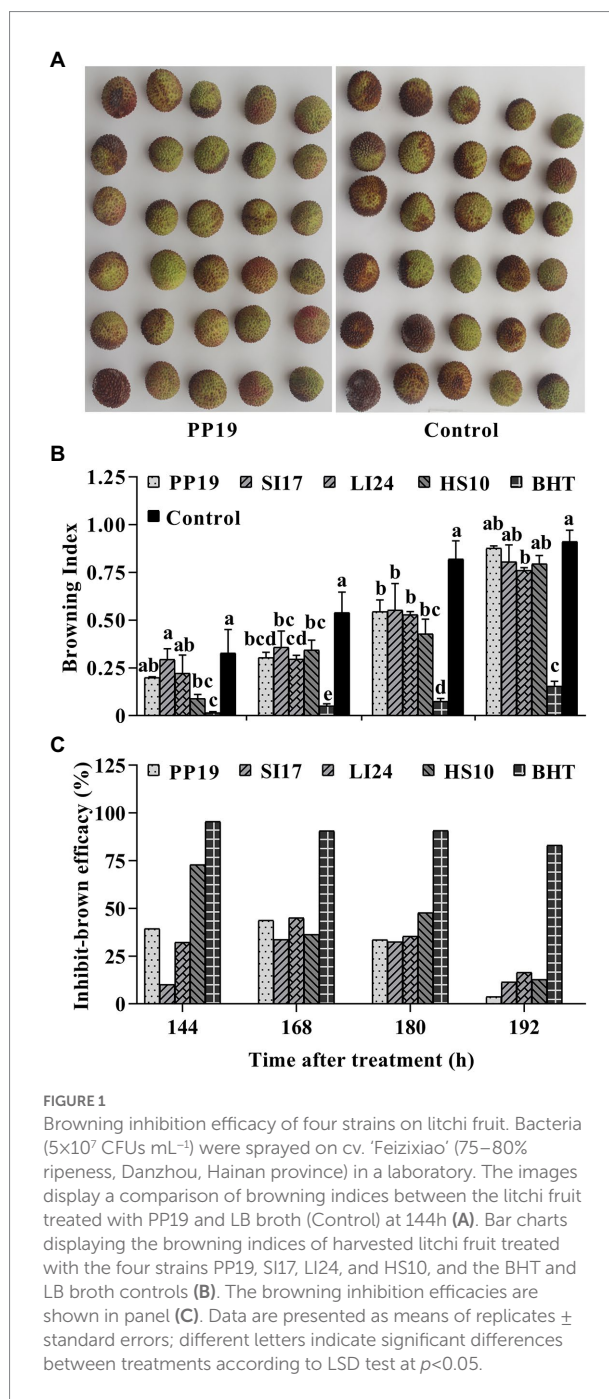 A
PP19 Control
B
PP19 SI17 LI24 HS10 BHT
Control
Browning Index
1.25
1.00
0.75
0.50
0.25
0
ab a ab bc c a
bcd bc cd bc e a
b b b bc d a
ab ab b ab c a
C
PP19 SI17 LI24 HS10 BHT
Inhibit-brown efficacy (%)
125
100
75
50
25
0
144 168 180 192
Time after treatment (h)
FIGURE 1
Browning inhibition efficacy of four strains on litchi fruit. Bacteria
(5×10⁷ CFUs mL⁻¹) were sprayed on cv. ‘Feizixiao’ (75–80%
ripeness, Danzhou, Hainan province) in a laboratory. The images
display a comparison of browning indices between the litchi fruit
treated with PP19 and LB broth (Control) at 144h (A). Bar charts
displaying the browning indices of harvested litchi fruit treated
with the four strains PP19, SI17, LI24, and HS10, and the BHT and
LB broth controls (B). The browning inhibition efficacies are
shown in panel (C). Data are presented as means of replicates ±
standard errors; different letters indicate significant differences
between treatments according to LSD test at p<0.05.